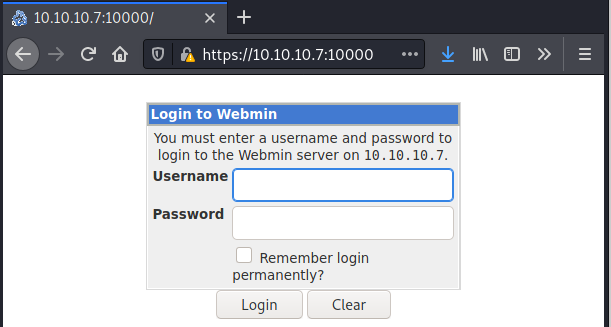 10.10.10.7:10000/
https://10.10.10.7:10000
Login to Webmin
You must enter a username and password to
login to the Webmin server on 10.10.10.7.
Username
Password
Remember login
permanently?
Login Clear